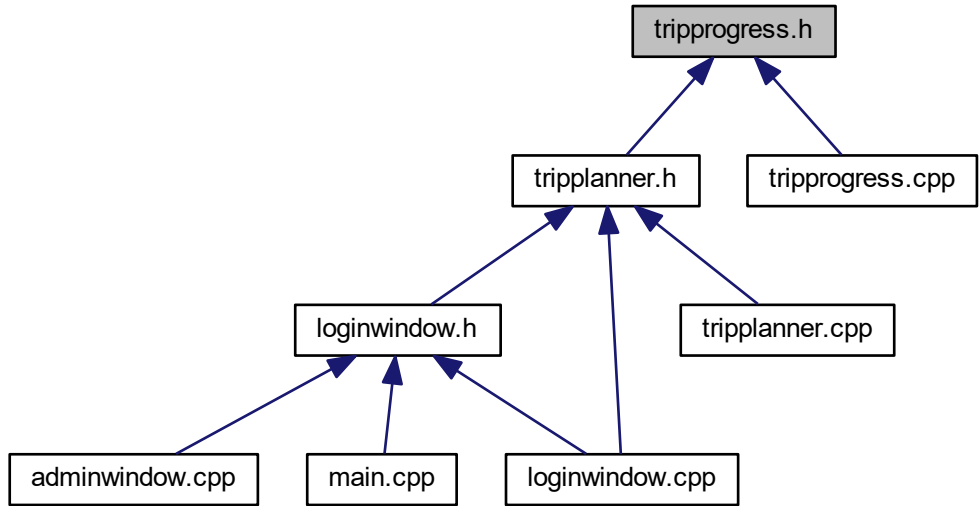 tripprogress.h
tripplanner.h
tripprogress.cpp
loginwindow.h
tripplanner.cpp
adminwindow.cpp
main.cpp
loginwindow.cpp